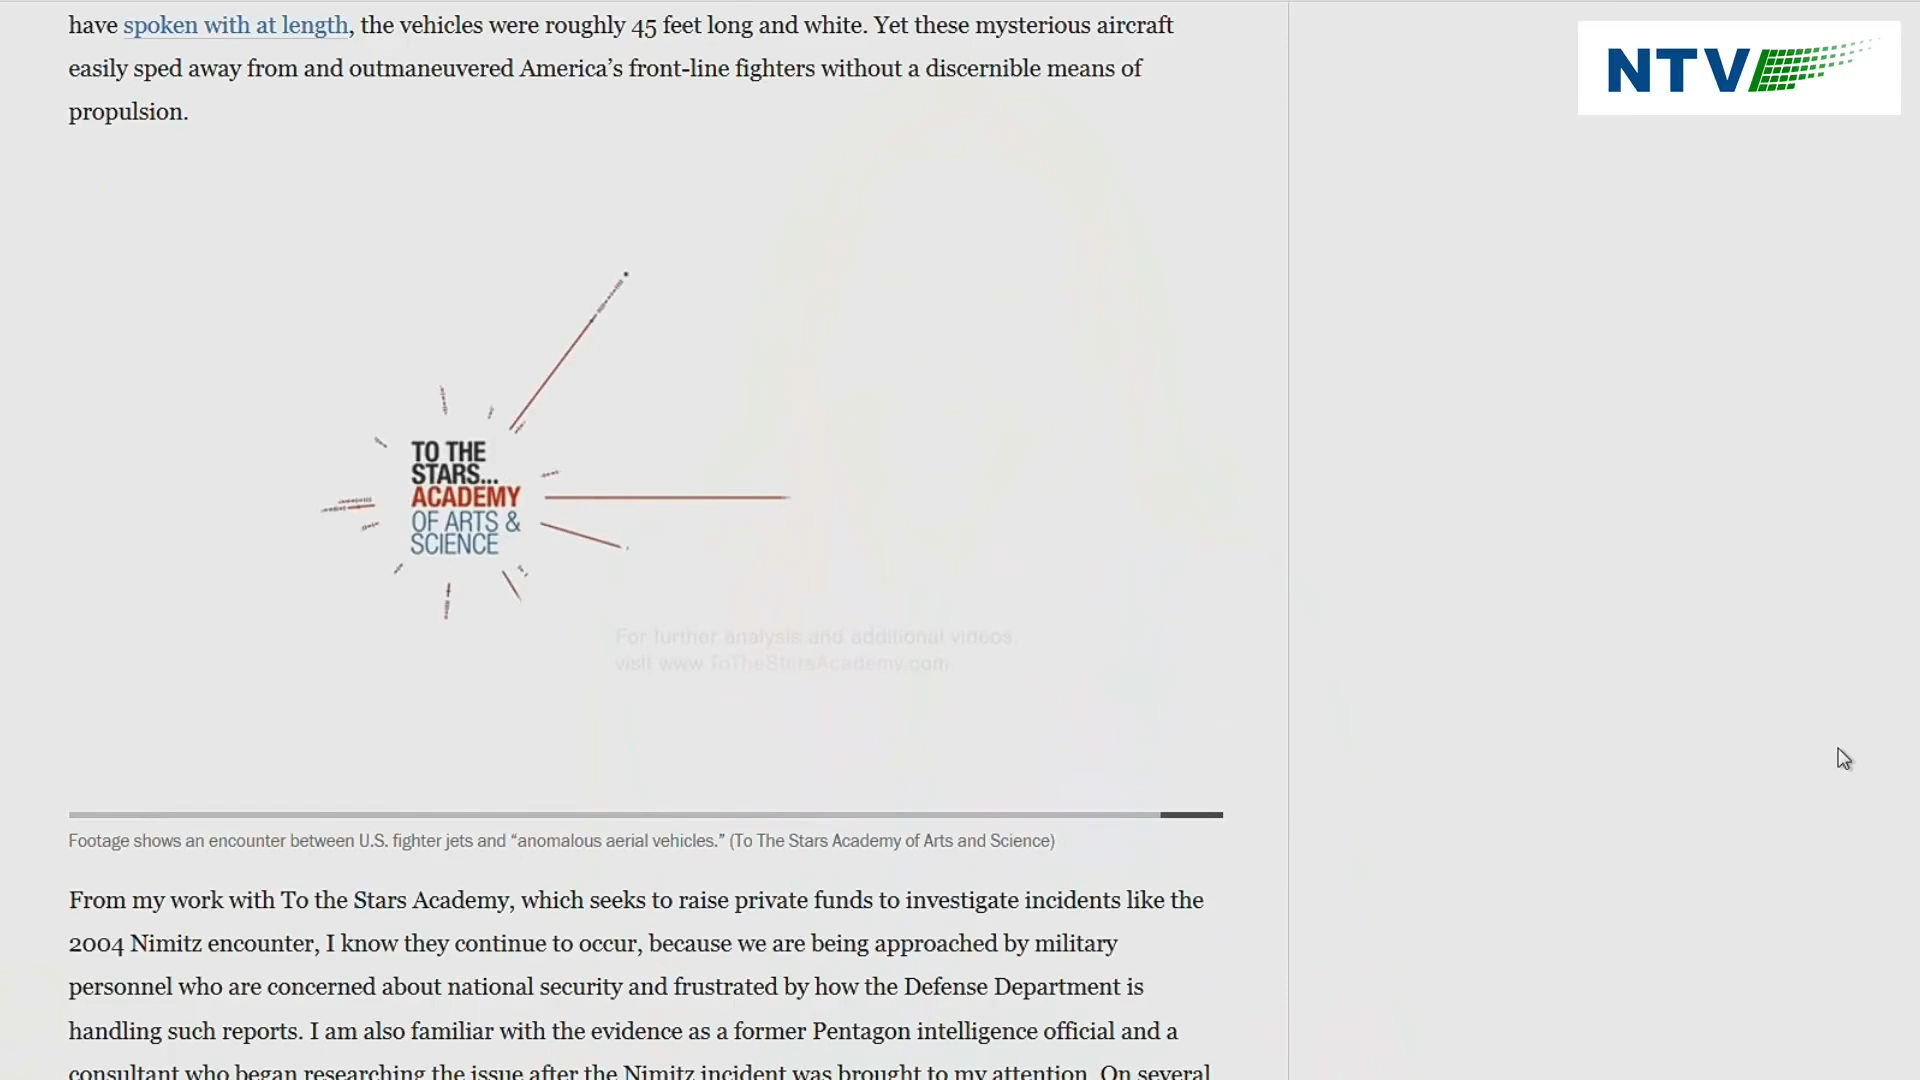 have spoken with at length, the vehicles were roughly 45 feet long and white. Yet these mysterious aircraft
easily sped away from and outmaneuvered America’s front-line fighters without a discernible means of
propulsion.
NTV
TO THE
STARS...
ACADEMY
OF ARTS &
SCIENCE
For further analysis and additional videos,
visit www.ToTheStarsAcademy.com
Footage shows an encounter between U.S. fighter jets and “anomalous aerial vehicles.” (To The Stars Academy of Arts and Science)
From my work with To the Stars Academy, which seeks to raise private funds to investigate incidents like the
2004 Nimitz encounter, I know they continue to occur, because we are being approached by military
personnel who are concerned about national security and frustrated by how the Defense Department is
handling such reports. I am also familiar with the evidence as a former Pentagon intelligence official and a
consultant who began researching the issue after the Nimitz incident was brought to my attention. On several